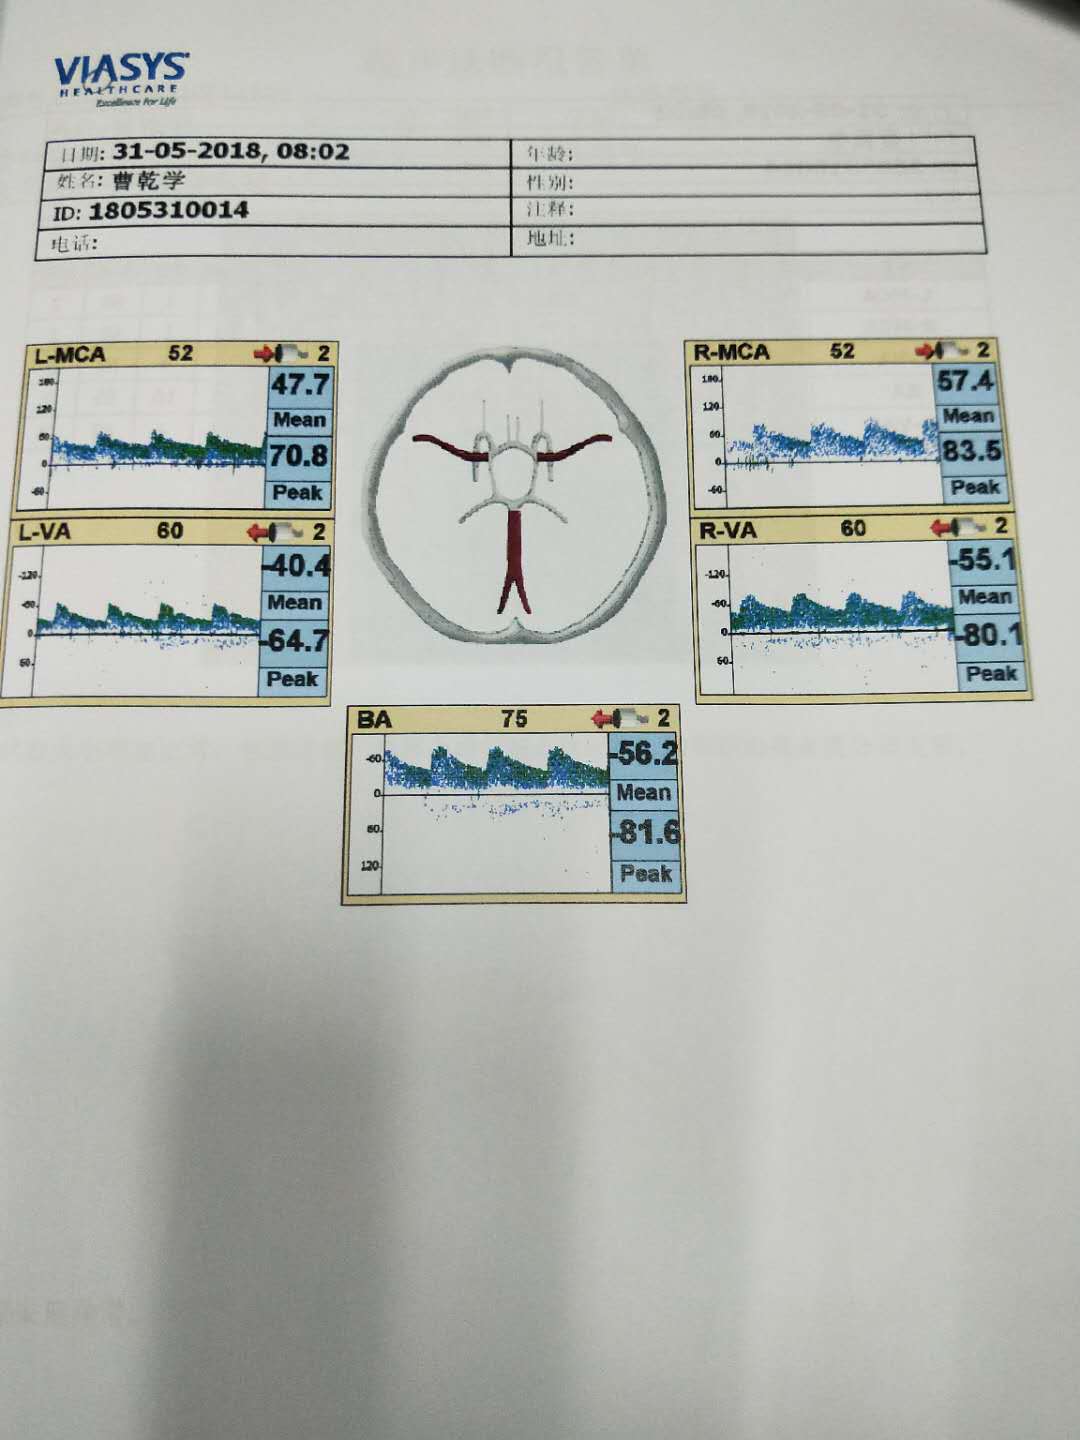 VIASYS
HEALTHCARE
Excellence For Life
日期: 31-05-2018, 08:02
年龄:
姓名: 曹乾学
性别:
ID: 1805310014
注释:
电话:
地址:
L-MCA 52 2
180
120
60
0
-60
47.7
Mean
70.8
Peak
R-MCA 52 2
180
120
60
0
-60
57.4
Mean
83.5
Peak
L-VA 60 2
-120
-60
0
60
-40.4
Mean
-64.7
Peak
R-VA 60 2
-120
-60
0
60
-55.1
Mean
-80.1
Peak
BA 75 2
-60
0
60
120
-56.2
Mean
-81.6
Peak